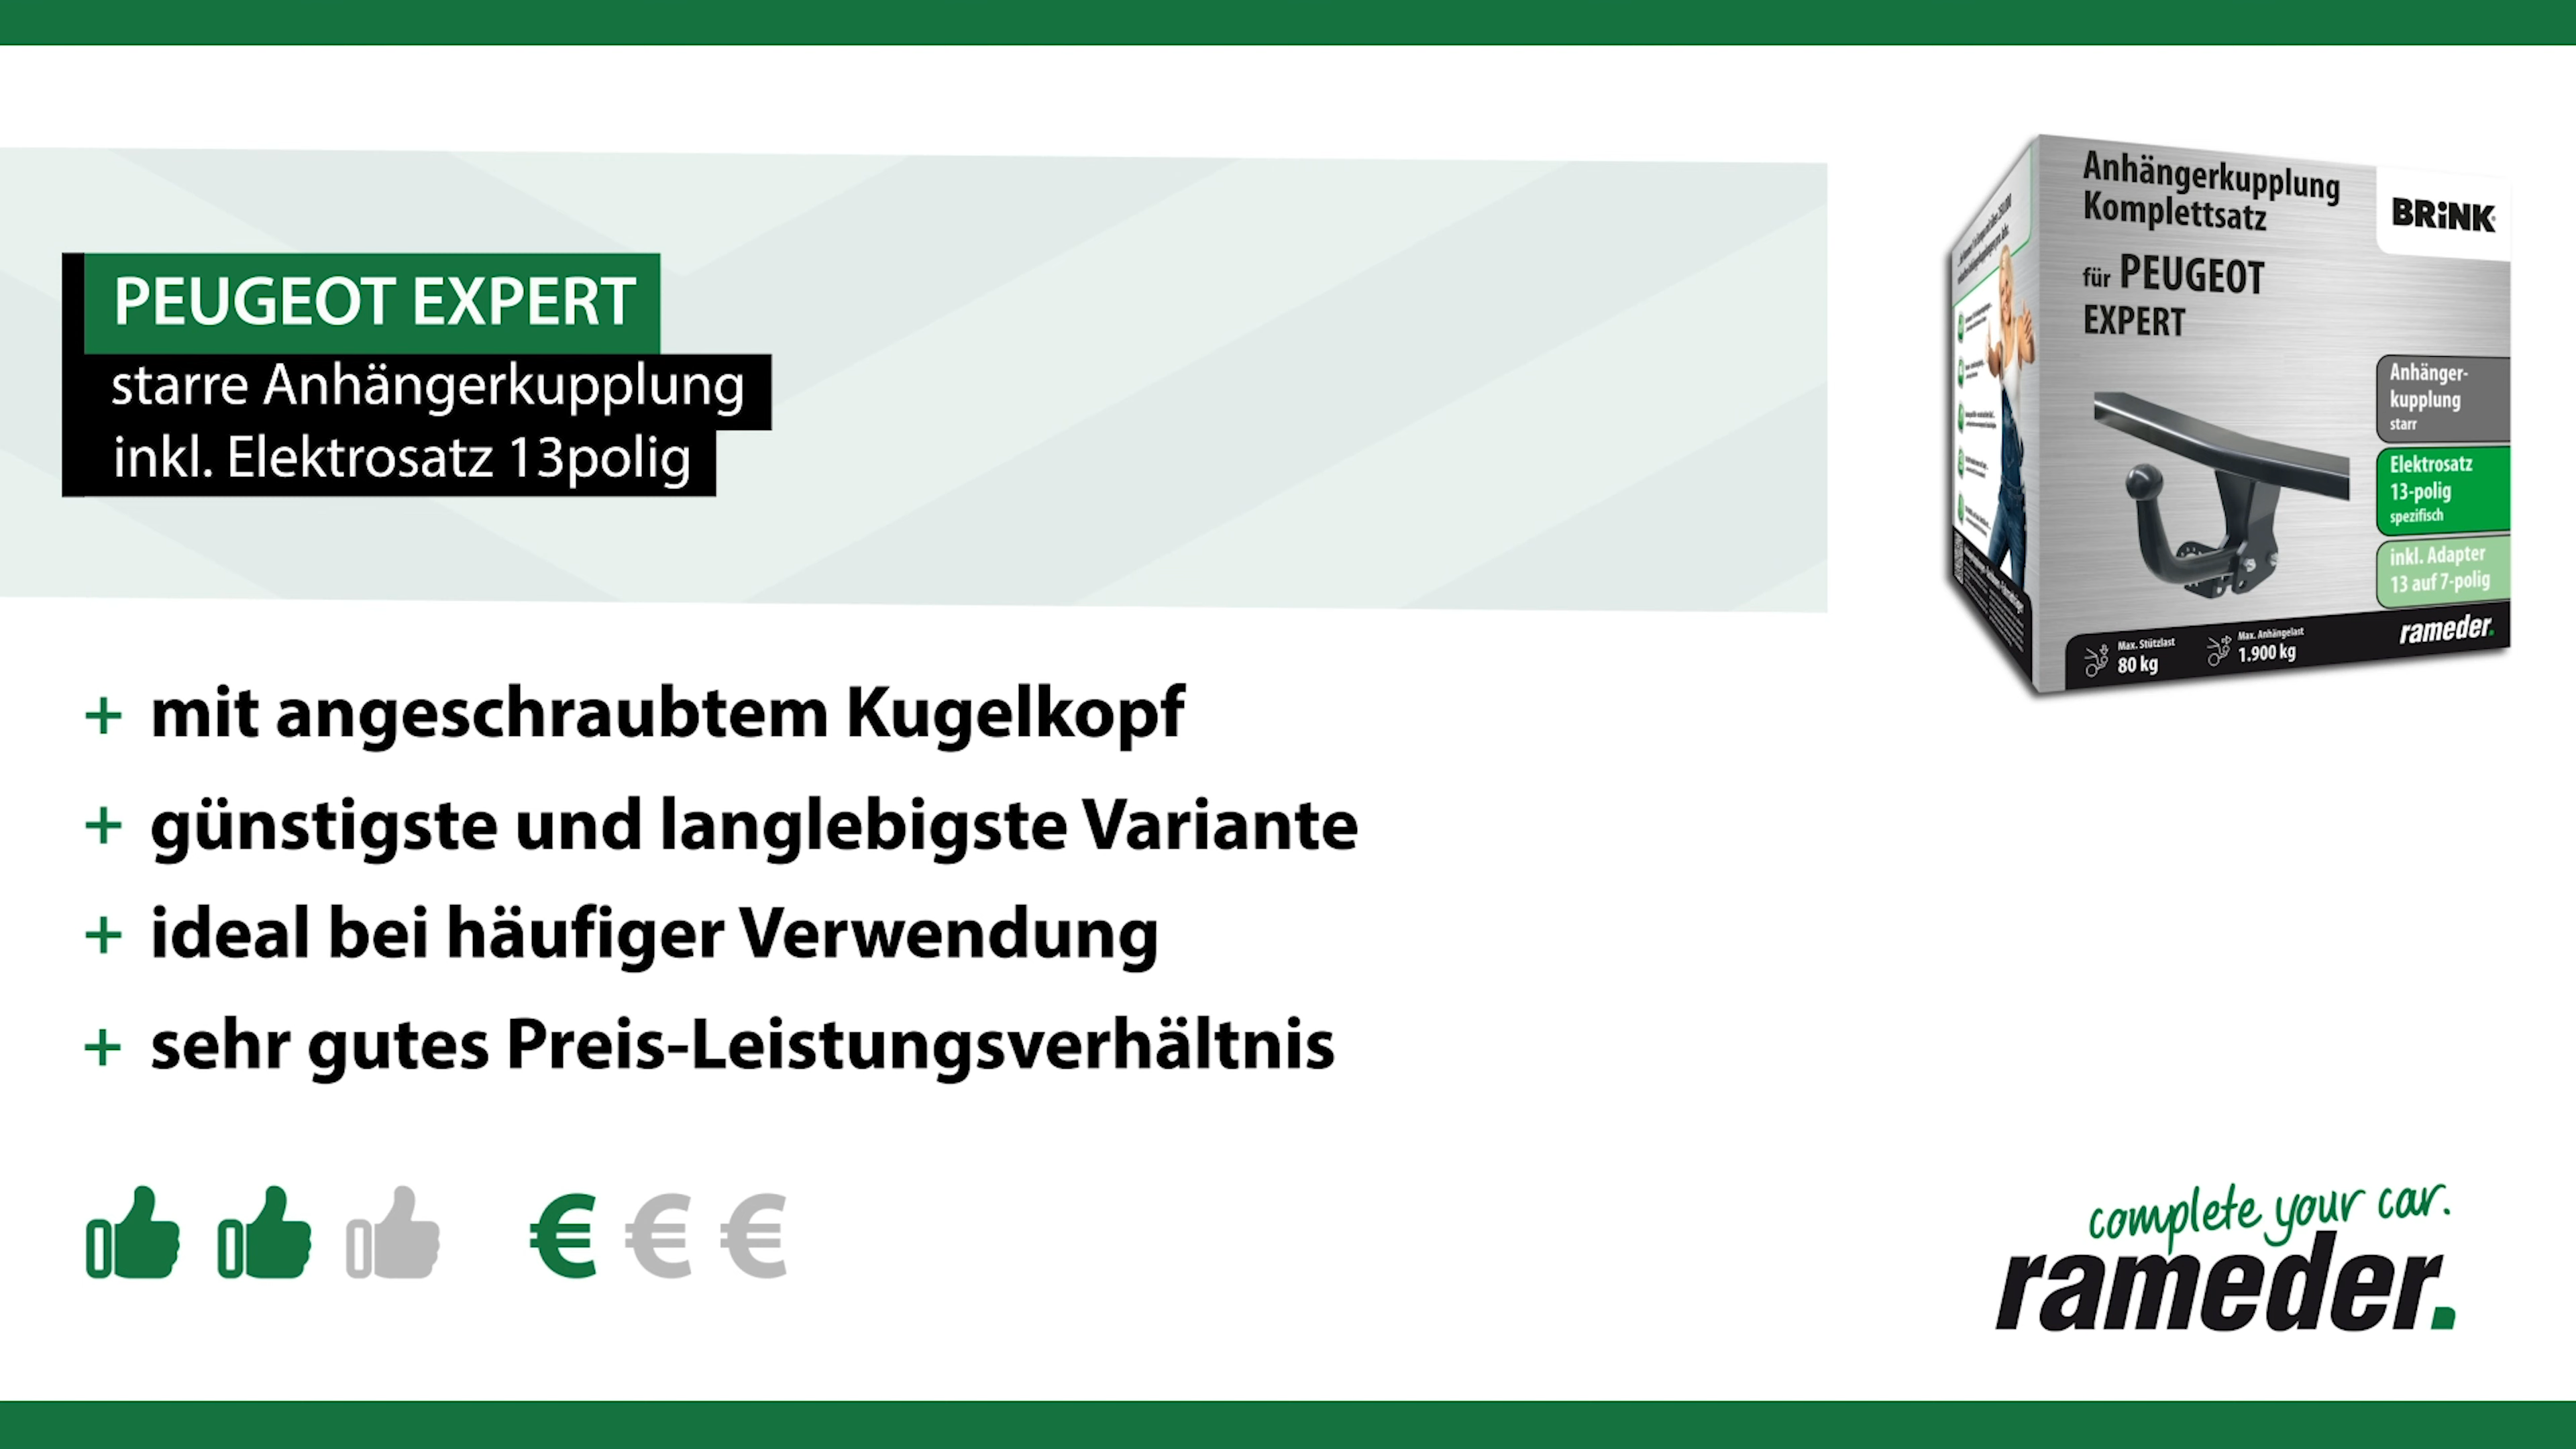 PEUGEOT EXPERT
starre Anhängerkupplung
inkl. Elektrosatz 13polig
Anhängerkupplung
Komplettsatz
BRiNK
für PEUGEOT
EXPERT
Anhänger-
kupplung
starr
Elektrosatz
13-polig
spezifisch
inkl. Adapter
13 auf 7-polig
Max. Stützlast
80 kg
Max. Anhängelast
1.900 kg
rameder.
+ mit angeschraubtem Kugelkopf
+ günstigste und langlebigste Variante
+ ideal bei häufiger Verwendung
+ sehr gutes Preis-Leistungsverhältnis
€ € €
complete your car.
rameder.